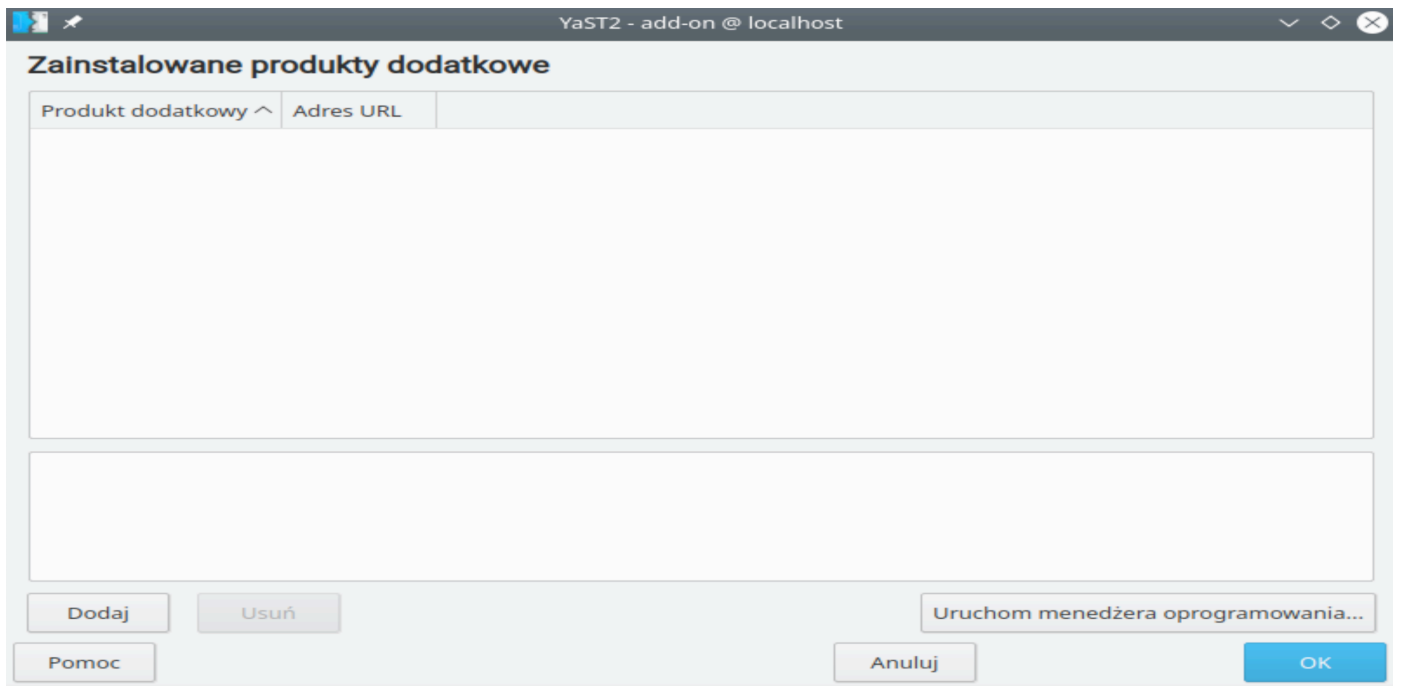 YaST2 - add-on @ localhost
Zainstalowane produkty dodatkowe
Produkt dodatkowy Adres URL
Dodaj Usuń Uruchom menedżera oprogramowania...
Pomoc Anuluj OK